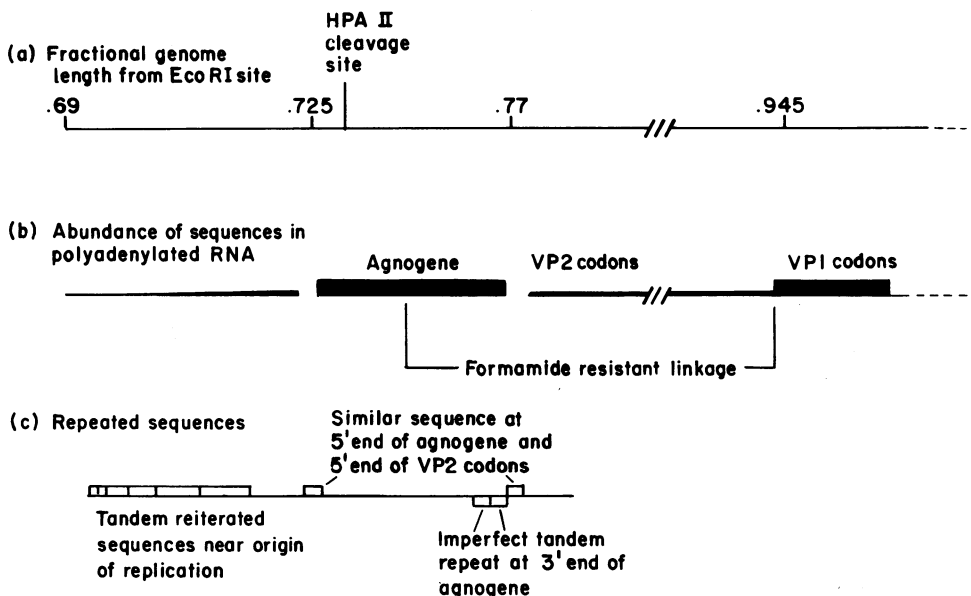 HPA II
cleavage
site
(a) Fractional genome
length from Eco RI site
.69
.725
.77
.945
(b) Abundance of sequences in
polyadenylated RNA
Agnogene
VP2 codons
VP1 codons
Formamide resistant linkage
(c) Repeated sequences
Similar sequence at
5' end of agnogene and
5' end of VP2 codons
Tandem reiterated
sequences near origin
of replication
Imperfect tandem
repeat at 3' end of
agnogene